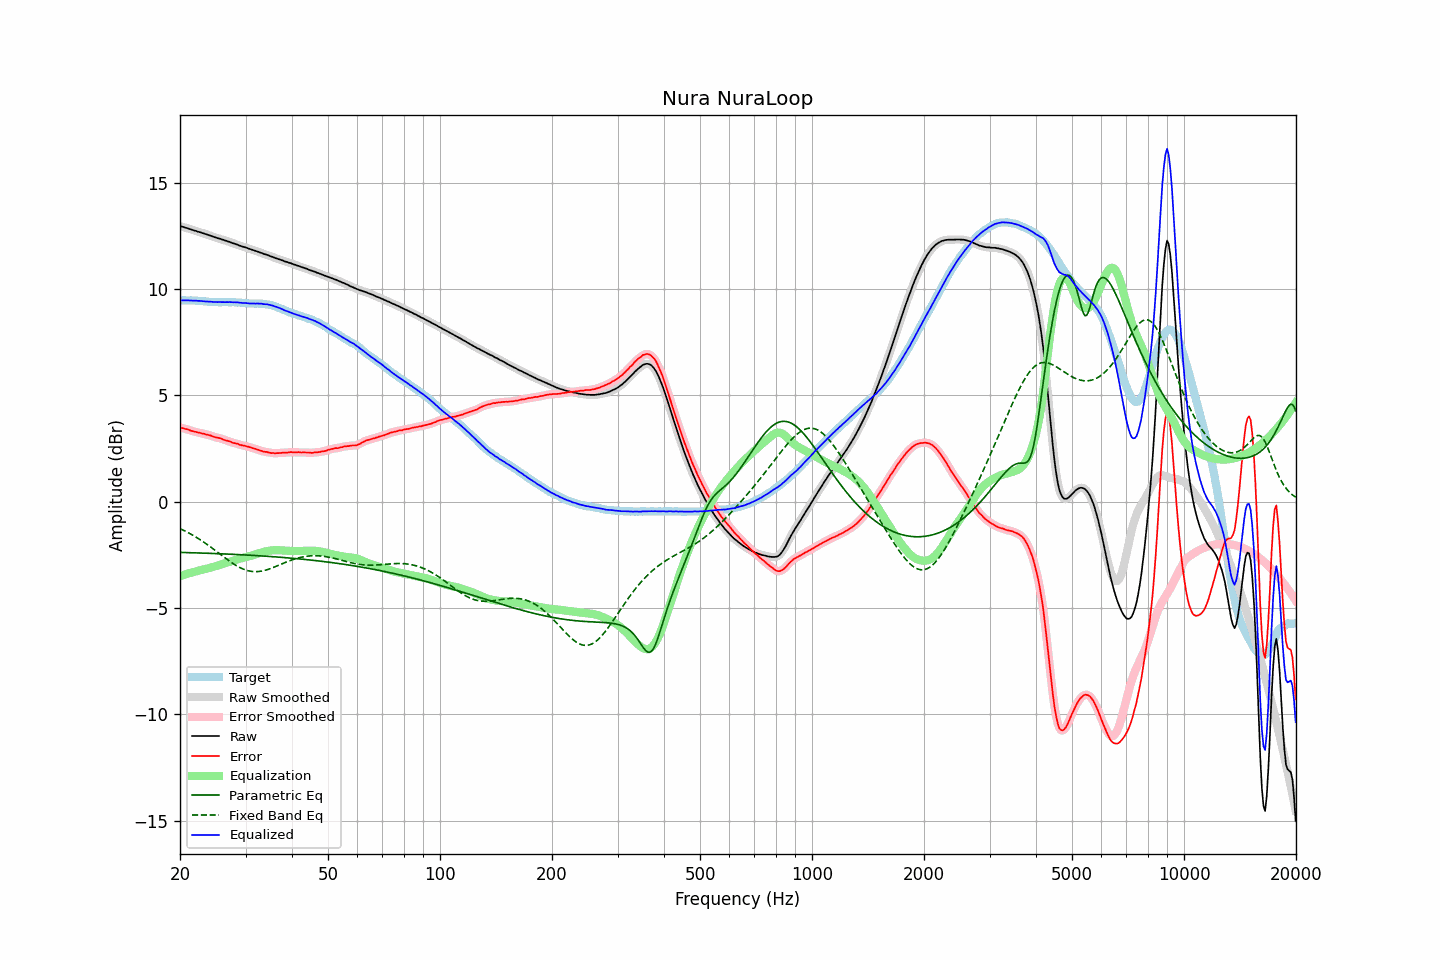 Nura NuraLoop
Amplitude (dBr)
15
10
5
0
−5
−10
−15
Target
Raw Smoothed
Error Smoothed
Raw
Error
Equalization
Parametric Eq
Fixed Band Eq
Equalized
20 50 100 200 500 1000 2000 5000 10000 20000
Frequency (Hz)